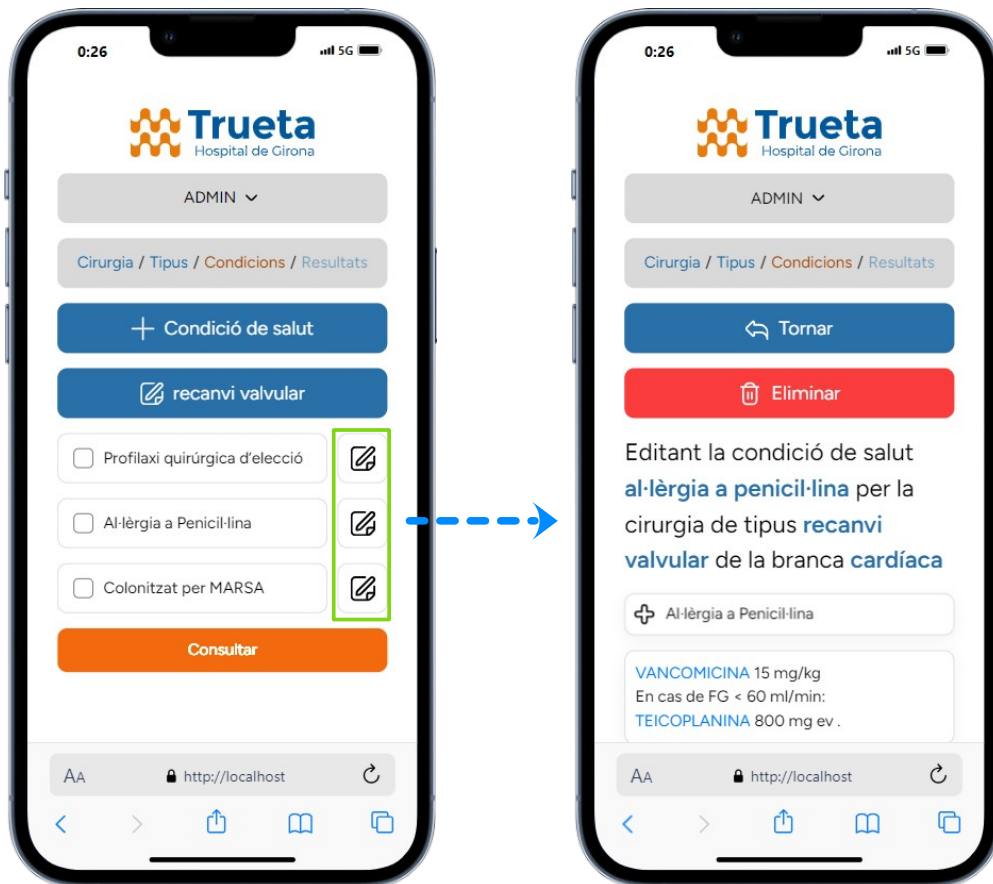 0:26
5G
Trueta
Hospital de Girona
ADMIN
Cirurgia / Tipus / Condicions / Resultats
Condició de salut
recanvi valvular
Profilaxi quirúrgica d'elecció
Al·lèrgia a Penicil·lina
Colonitzat per MARSA
Consultar
AA
http://localhost
0:26
5G
Trueta
Hospital de Girona
ADMIN
Cirurgia / Tipus / Condicions / Resultats
Tornar
Eliminar
Editant la condició de salut
al·lèrgia a penicil·lina per la
cirurgia de tipus recanvi
valvular de la branca cardíaca
Al·lèrgia a Penicil·lina
VANCOMICINA 15 mg/kg
En cas de FG < 60 ml/min:
TEICOPLANINA 800 mg ev .
AA
http://localhost